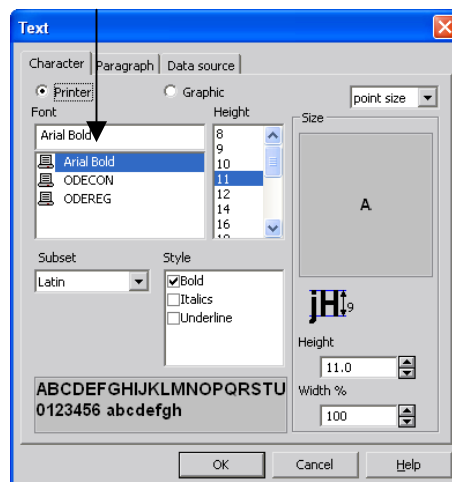 Text
Character Paragraph Data source
Printer Graphic point size
Font Height Size
Arial Bold
Arial Bold
ODECON
ODEREG
8
9
10
11
12
14
16
A
Subset Style
Latin
Bold
Italics
Underline
jH 9
Height
11.0
Width %
100
ABCDEFGHIJKLMNOPQRSTU
0123456 abcdefgh
OK Cancel Help